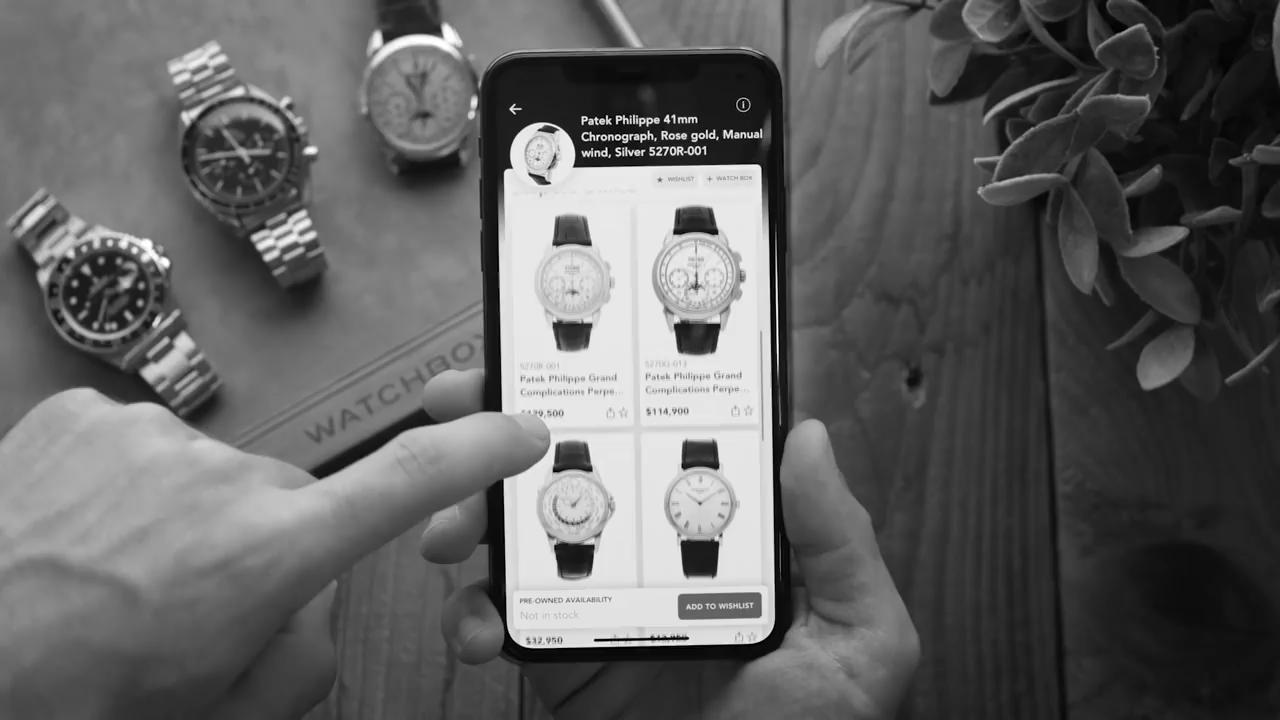 Patek Philippe 41mm
Chronograph, Rose gold, Manual
wind, Silver 5270R-001
★ WISHLIST
+ WATCH BOX
5270R-001
5270G-013
Patek Philippe Grand
Complications Perpe...
Patek Philippe Grand
Complications Perpe...
$139,500
$114,900
WATCHBOX
PRE-OWNED AVAILABILITY
Not in stock
ADD TO WISHLIST
$32,950